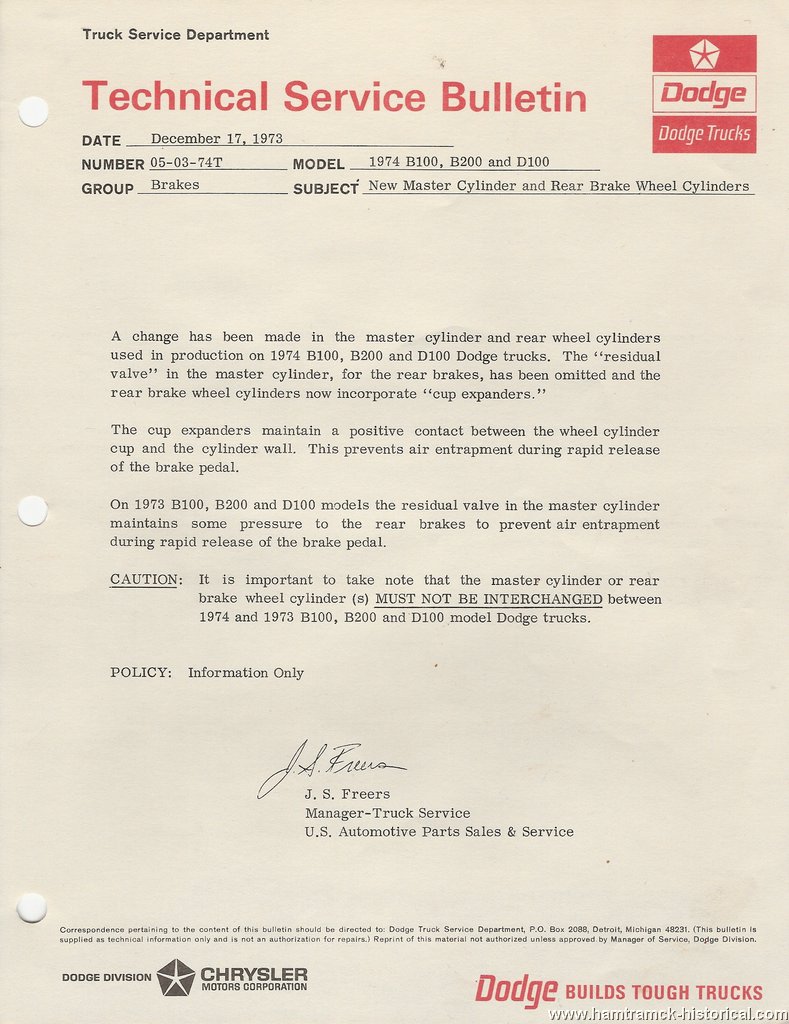 Truck Service Department
Technical Service Bulletin
Dodge
Dodge Trucks
DATE December 17, 1973
NUMBER 05-03-74T MODEL 1974 B100, B200 and D100
GROUP Brakes SUBJECT New Master Cylinder and Rear Brake Wheel Cylinders
A change has been made in the master cylinder and rear wheel cylinders
used in production on 1974 B100, B200 and D100 Dodge trucks. The “residual
valve” in the master cylinder, for the rear brakes, has been omitted and the
rear brake wheel cylinders now incorporate “cup expanders.”
The cup expanders maintain a positive contact between the wheel cylinder
cup and the cylinder wall. This prevents air entrapment during rapid release
of the brake pedal.
On 1973 B100, B200 and D100 models the residual valve in the master cylinder
maintains some pressure to the rear brakes to prevent air entrapment
during rapid release of the brake pedal.
CAUTION: It is important to take note that the master cylinder or rear
brake wheel cylinder (s) MUST NOT BE INTERCHANGED between
1974 and 1973 B100, B200 and D100 model Dodge trucks.
POLICY: Information Only
J. S. Freers
J. S. Freers
Manager-Truck Service
U.S. Automotive Parts Sales & Service
Correspondence pertaining to the content of this bulletin should be directed to: Dodge Truck Service Department, P.O. Box 2088, Detroit, Michigan 48231. (This bulletin is
supplied as technical information only and is not an authorization for repairs.) Reprint of this material not authorized unless approved by Manager of Service, Dodge Division.
DODGE DIVISION CHRYSLER
MOTORS CORPORATION
Dodge BUILDS TOUGH TRUCKS
www.hamtramck-historical.com